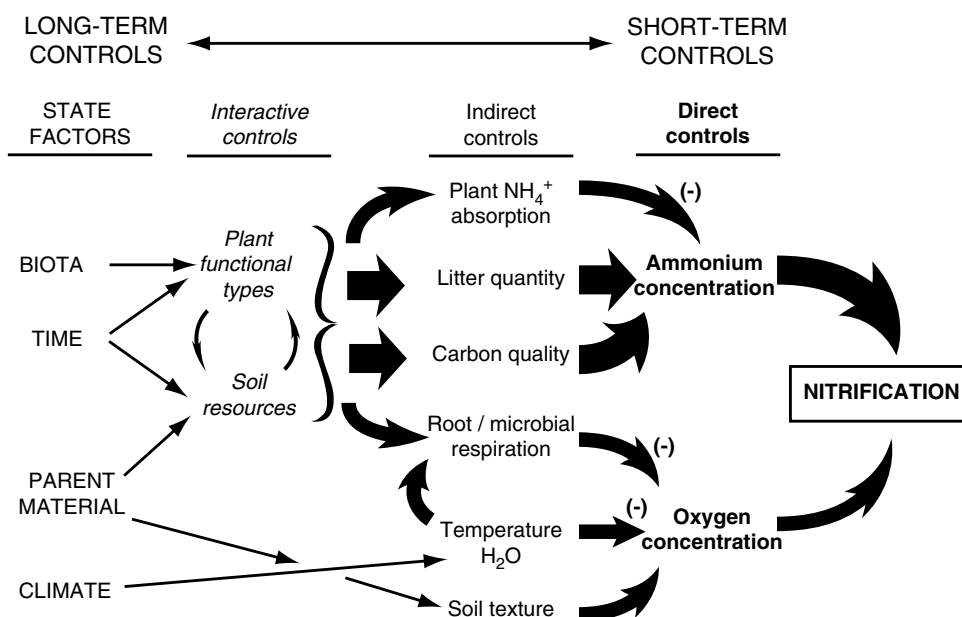 LONG-TERM
CONTROLS
SHORT-TERM
CONTROLS
STATE
FACTORS
Interactive
controls
Indirect
controls
Direct
controls
BIOTA
TIME
PARENT
MATERIAL
CLIMATE
Plant
functional
types
Soil
resources
Plant NH₄⁺
absorption
Litter quantity
Carbon quality
Root / microbial
respiration
Temperature
H₂O
Soil texture
(-)
Ammonium
concentration
(-)
(-)
Oxygen
concentration
NITRIFICATION